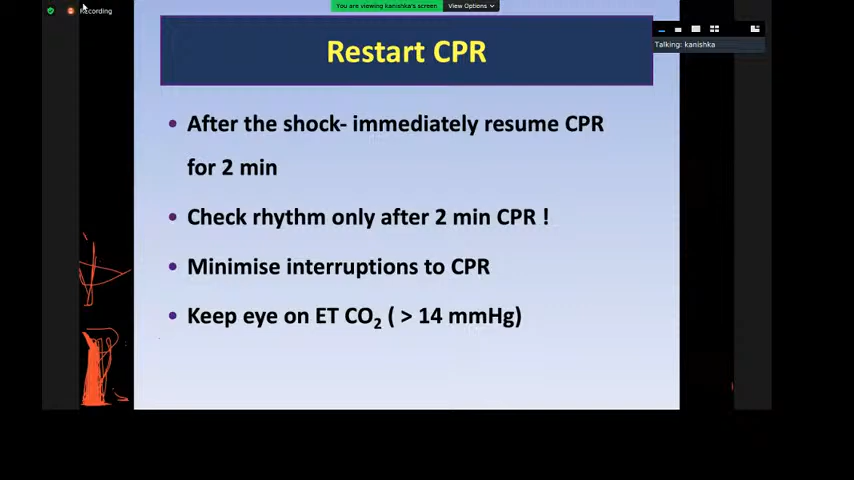 Recording
You are viewing kanishka's screen
View Options
Talking: kanishka
Restart CPR
• After the shock- immediately resume CPR
for 2 min
• Check rhythm only after 2 min CPR !
• Minimise interruptions to CPR
• Keep eye on ET CO₂ ( > 14 mmHg)